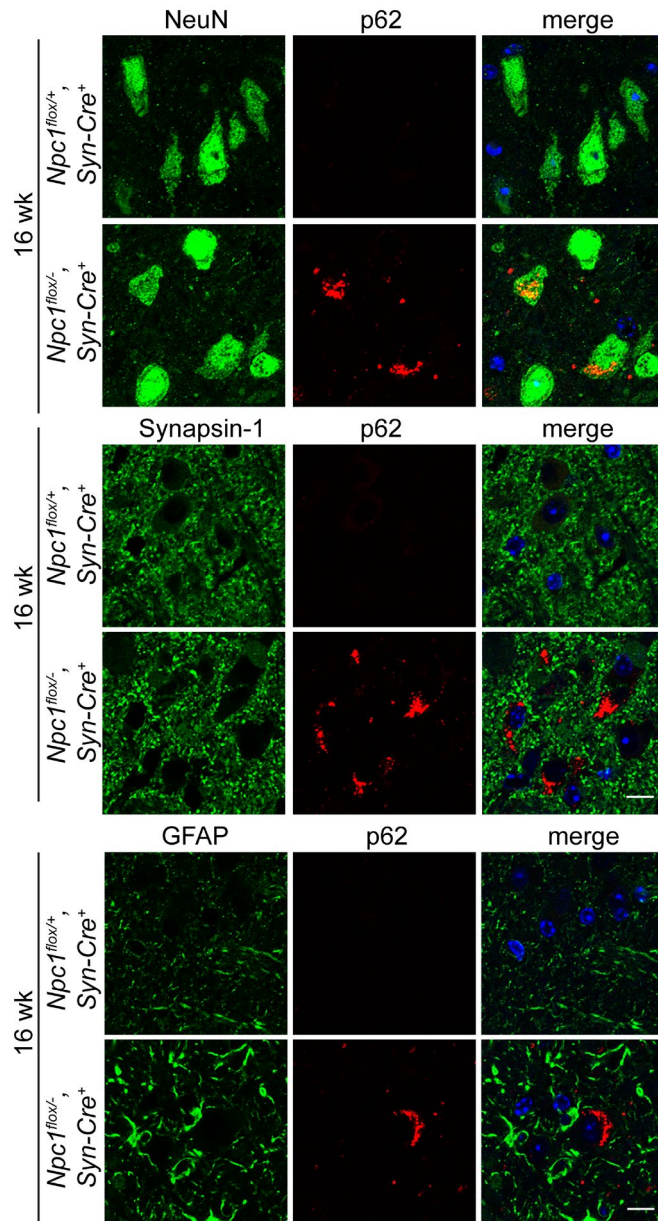 NeuN p62 merge
16 wk
Npc1flox/+,
Syn-Cre+
Npc1flox/-,
Syn-Cre+
Synapsin-1 p62 merge
16 wk
Npc1flox/+,
Syn-Cre+
Npc1flox/-,
Syn-Cre+
GFAP p62 merge
16 wk
Npc1flox/+,
Syn-Cre+
Npc1flox/-,
Syn-Cre+